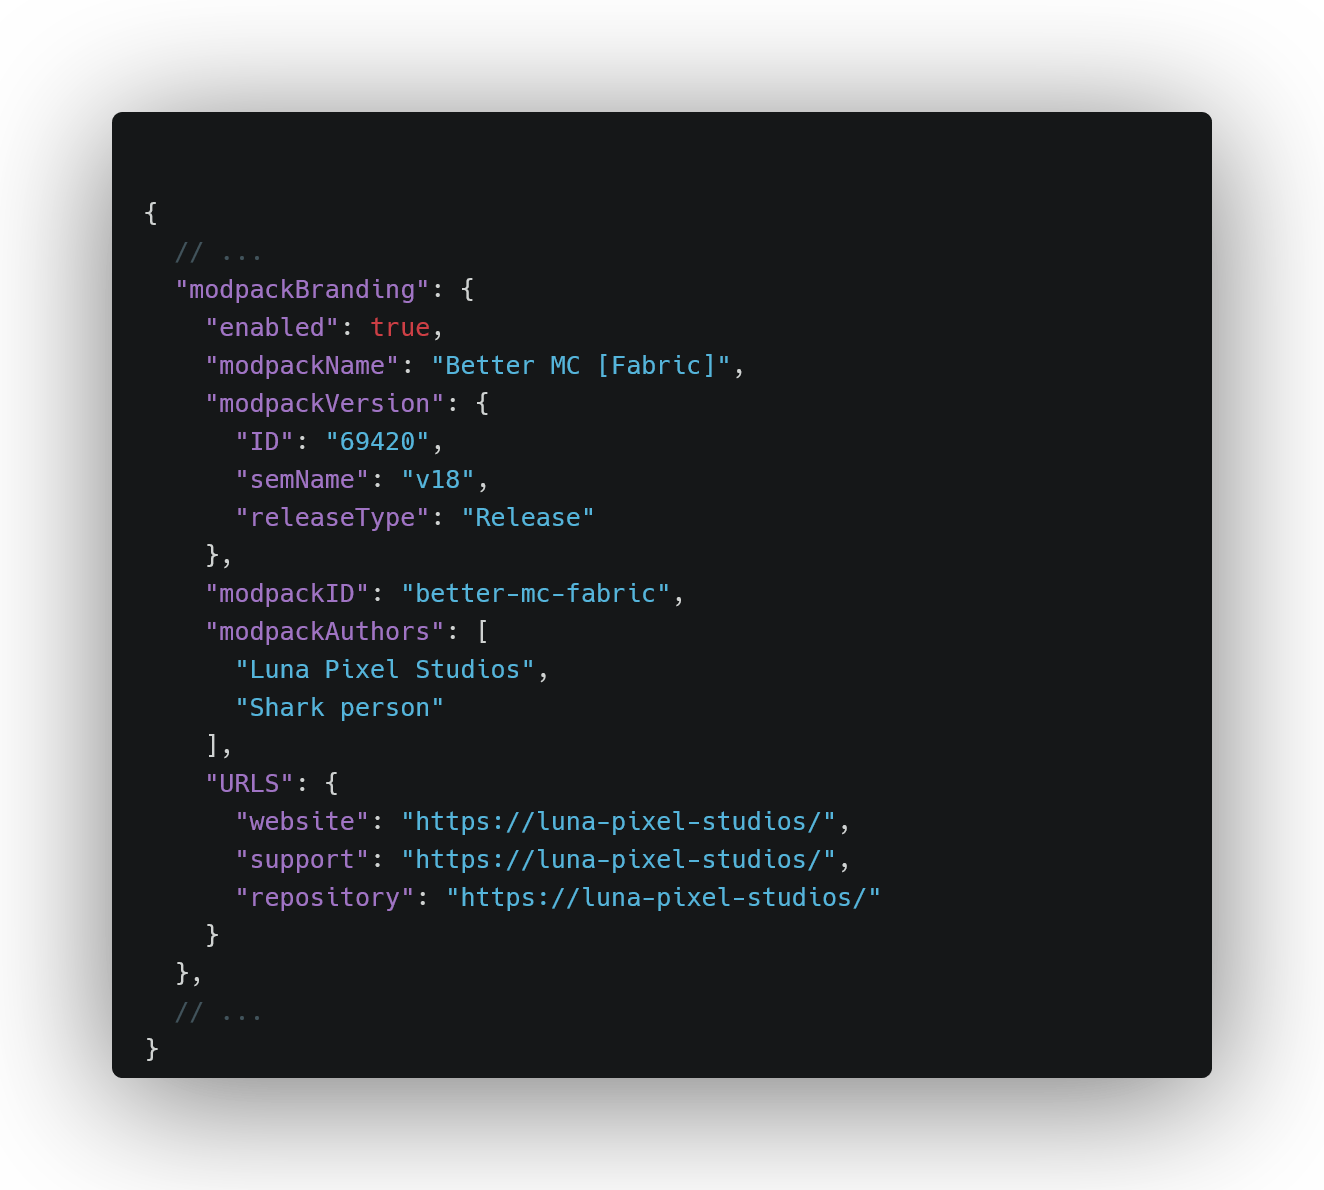 {
  // ...
  "modpackBranding": {
    "enabled": true,
    "modpackName": "Better MC [Fabric]",
    "modpackVersion": {
      "ID": "69420",
      "semName": "v18",
      "releaseType": "Release"
    },
    "modpackID": "better-mc-fabric",
    "modpackAuthors": [
      "Luna Pixel Studios",
      "Shark person"
    ],
    "URLS": {
      "website": "https://luna-pixel-studios/",
      "support": "https://luna-pixel-studios/",
      "repository": "https://luna-pixel-studios/"
    }
  },
  // ...
}